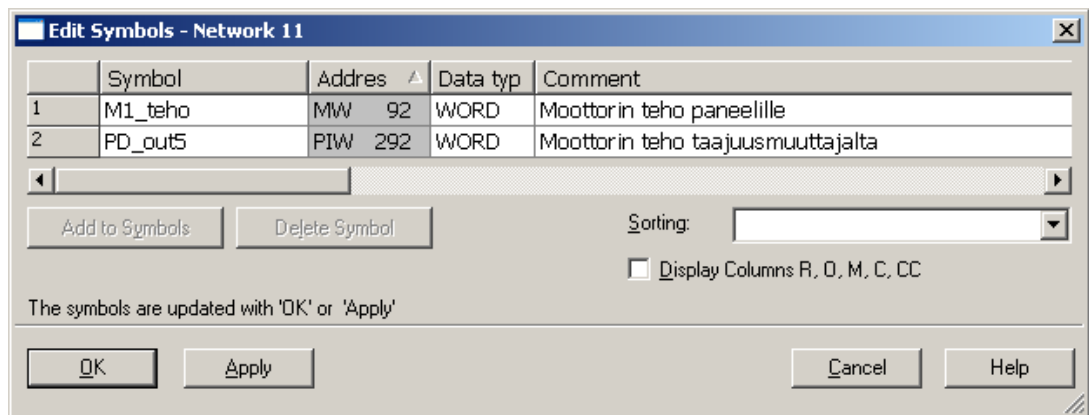 Edit Symbols - Network 11
Symbol Addres Data typ Comment
1 M1_teho MW 92 WORD Moottorin teho paneelille
2 PD_out5 PIW 292 WORD Moottorin teho taajuusmuuttajalta
Add to Symbols Delete Symbol Sorting:
Display Columns R, O, M, C, CC
The symbols are updated with 'OK' or 'Apply'
OK Apply Cancel Help